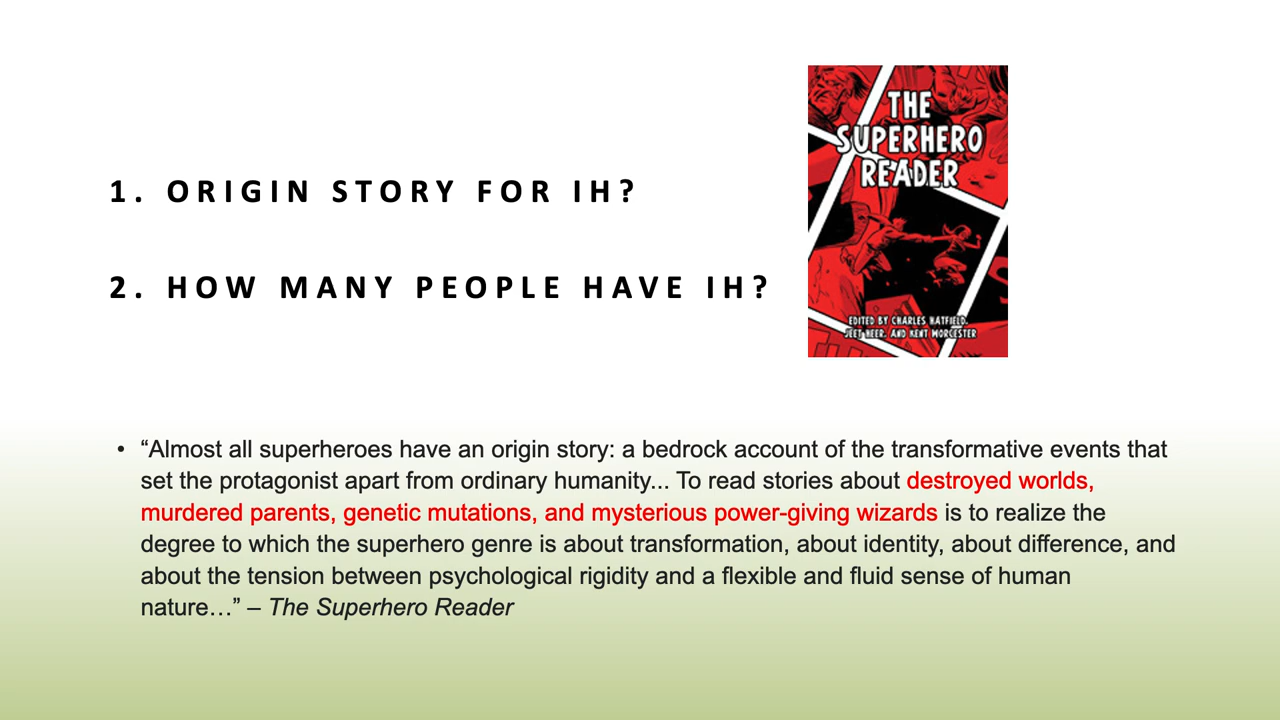 1. ORIGIN STORY FOR IH?
2. HOW MANY PEOPLE HAVE IH?
THE
SUPERHERO
READER
EDITED BY CHARLES HATFIELD,
JEET HEER, AND KENT WORCESTER
• “Almost all superheroes have an origin story: a bedrock account of the transformative events that
set the protagonist apart from ordinary humanity... To read stories about destroyed worlds,
murdered parents, genetic mutations, and mysterious power-giving wizards is to realize the
degree to which the superhero genre is about transformation, about identity, about difference, and
about the tension between psychological rigidity and a flexible and fluid sense of human
nature…” – The Superhero Reader